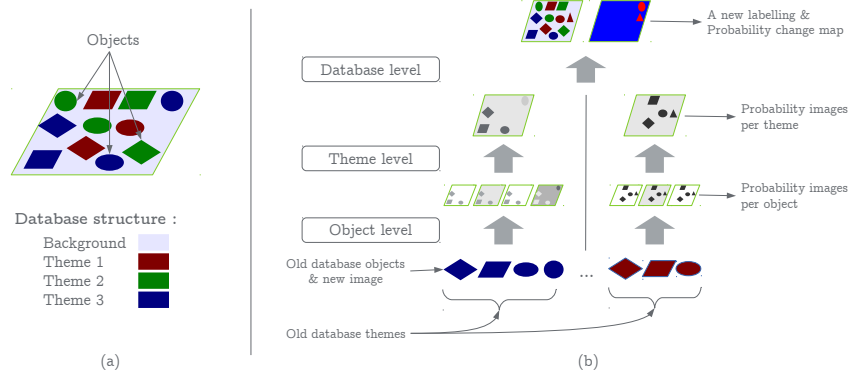 Objects
Database structure :
Background
Theme 1
Theme 2
Theme 3
(a)
A new labelling &
Probability change map
Database level
Probability images
per theme
Theme level
Probability images
per object
Object level
Old database objects
& new image
...
Old database themes
(b)